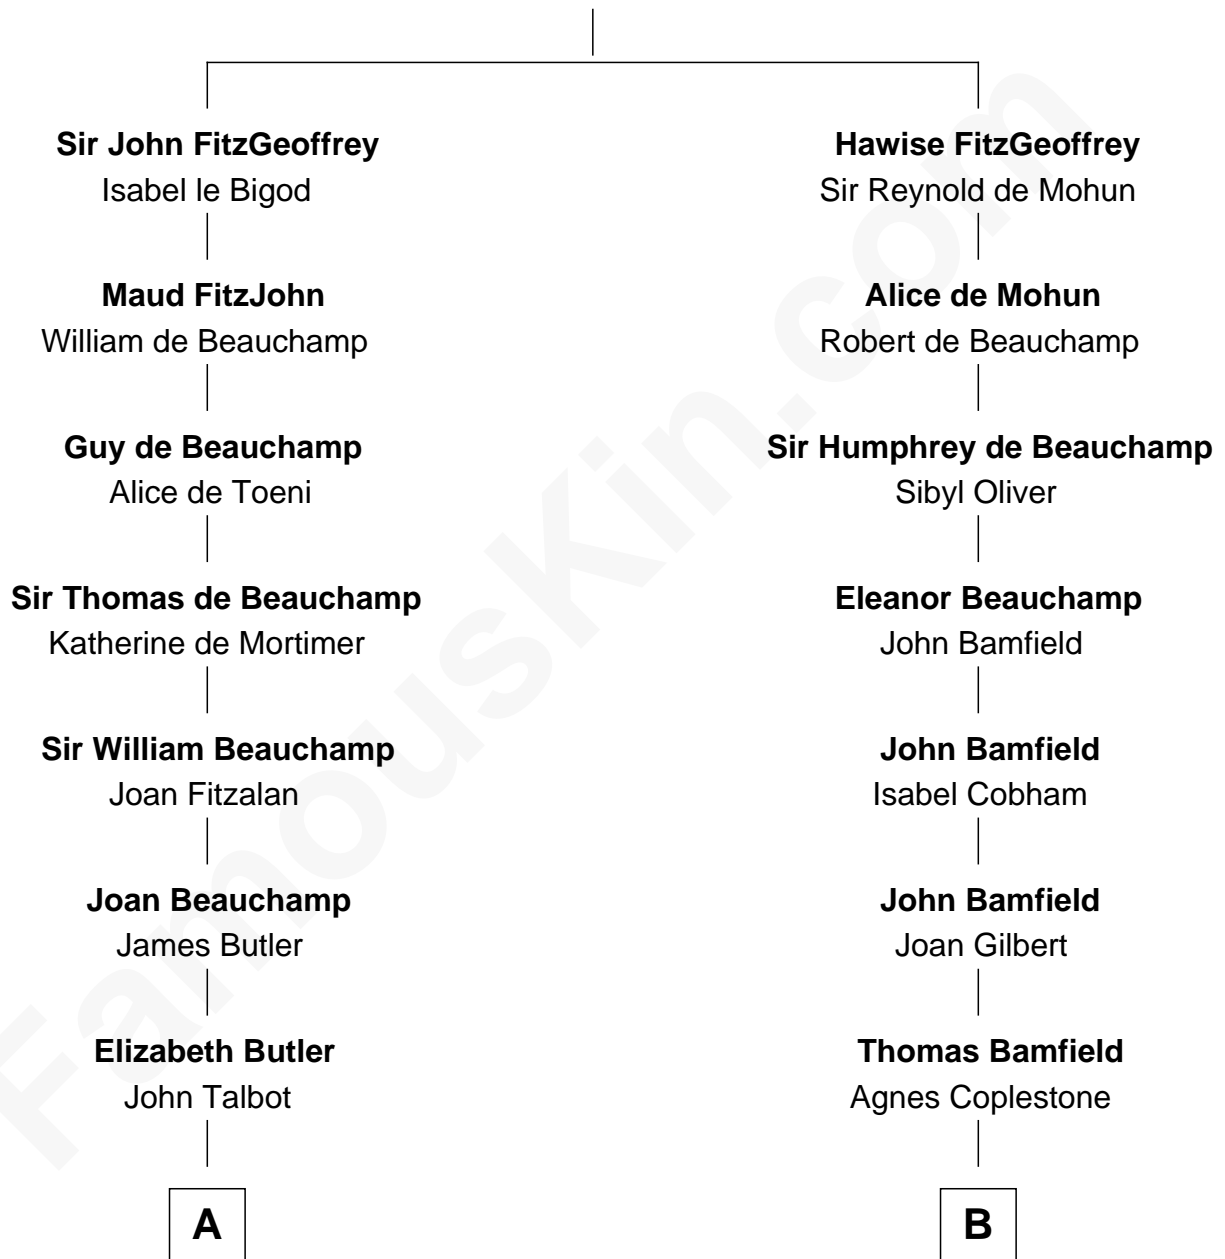 Sir John FitzGeoffrey
Isabel le Bigod
Maud FitzJohn
William de Beauchamp
Guy de Beauchamp
Alice de Toeni
Sir Thomas de Beauchamp
Katherine de Mortimer
Sir William Beauchamp
Joan Fitzalan
Joan Beauchamp
James Butler
Elizabeth Butler
John Talbot
A
Hawise FitzGeoffrey
Sir Reynold de Mohun
Alice de Mohun
Robert de Beauchamp
Sir Humphrey de Beauchamp
Sibyl Oliver
Eleanor Beauchamp
John Bamfield
John Bamfield
Isabel Cobham
John Bamfield
Joan Gilbert
Thomas Bamfield
Agnes Coplestone
B
FamousKin.com